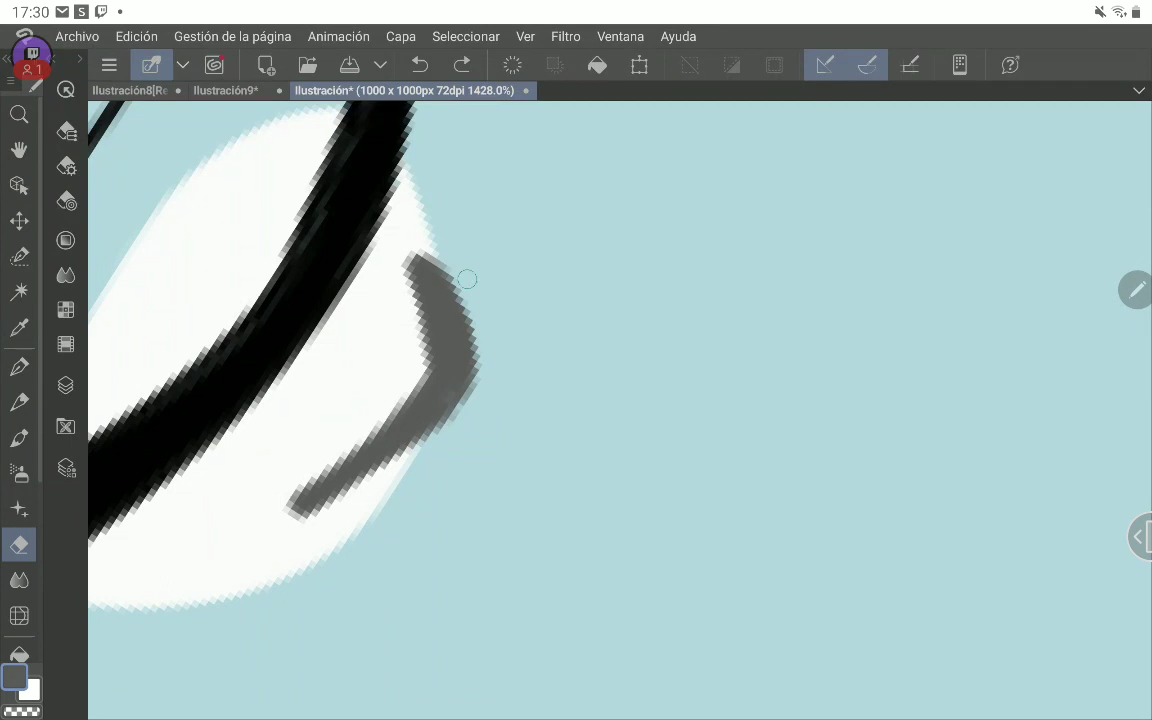 17:30
S
Archivo Edición Gestión de la página Animación Capa Seleccionar Ver Filtro Ventana Ayuda
1
Ilustración8[Re Ilustración9* Ilustración* (1000 x 1000px 72dpi 1428.0%)